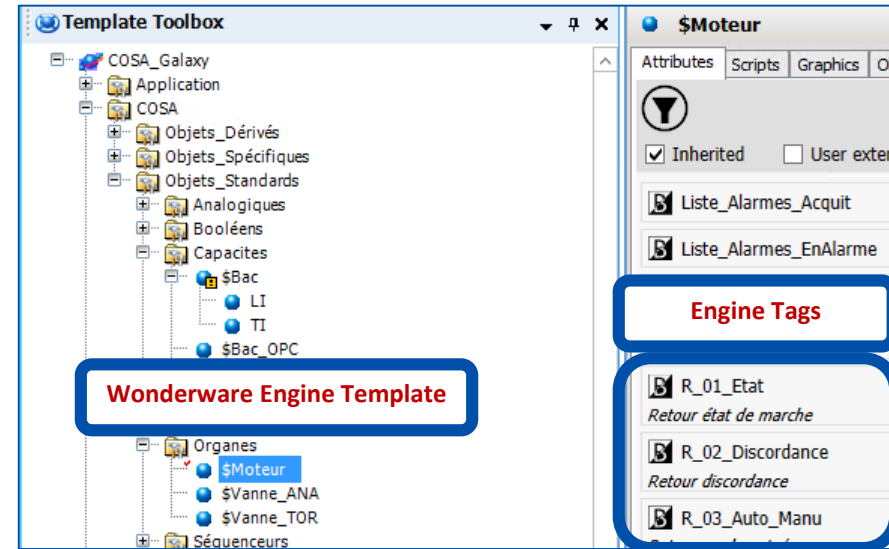 Template Toolbox
COSA_Galaxy
Application
COSA
Objets_Dérivés
Objets_Spécifiques
Objets_Standards
Analogiques
Booléens
Capacites
$Bac
LI
TI
$Bac_OPC
Wonderware Engine Template
Organes
$Moteur
$Vanne_ANA
$Vanne_TOR
Séquenceurs
$Moteur
Attributes Scripts Graphics O
Inherited User exter
Liste_Alarmes_Acquit
Liste_Alarmes_EnAlarme
Engine Tags
R_01_Etat
Retour état de marche
R_02_Discordance
Retour discordance
R_03_Auto_Manu